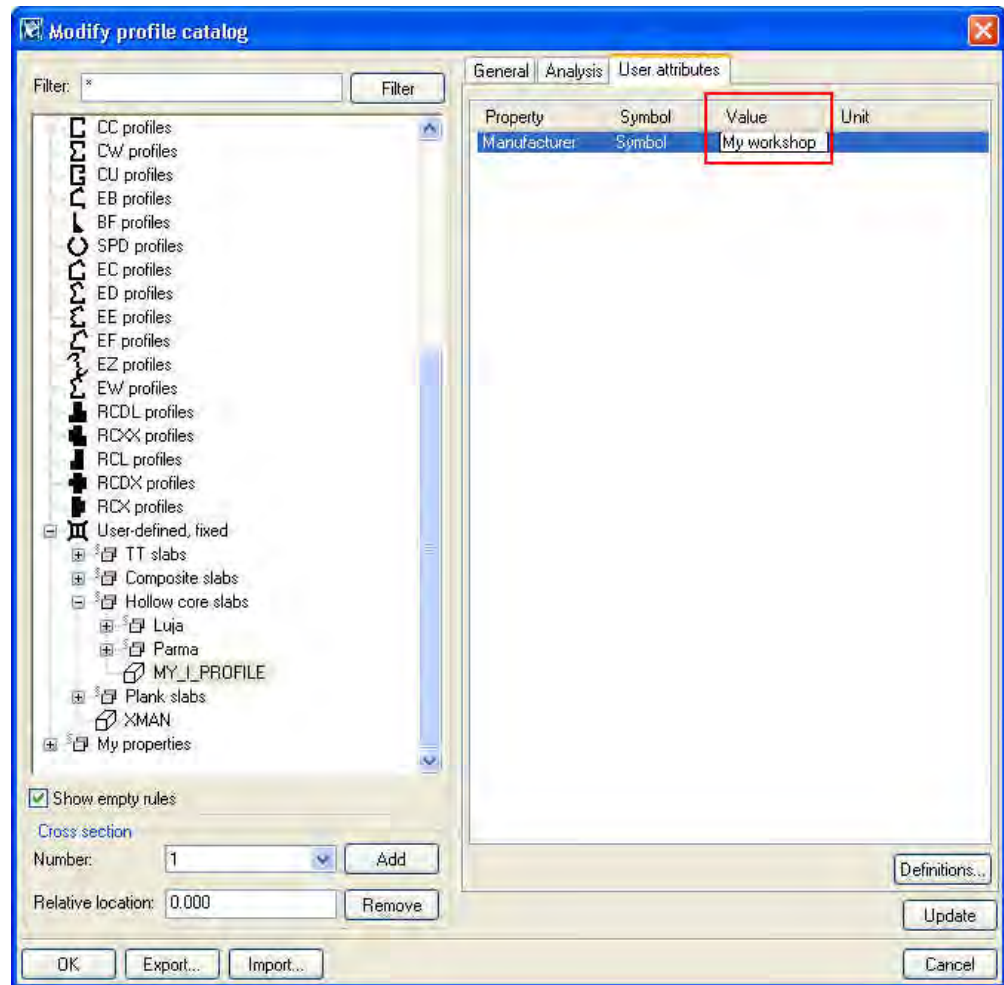 Modify profile catalog
Filter: *
Filter
CC profiles
CW profiles
CU profiles
EB profiles
BF profiles
SPD profiles
EC profiles
ED profiles
EE profiles
EF profiles
EZ profiles
EW profiles
RCDL profiles
RCXX profiles
RCL profiles
RCDX profiles
RCX profiles
User-defined, fixed
TT slabs
Composite slabs
Hollow core slabs
Luja
Parma
MY_I_PROFILE
Plank slabs
XMAN
My properties
Show empty rules
Cross section
Number: 1
Add
Relative location: 0.000
Remove
OK Export... Import...
General Analysis User attributes
Property Symbol Value Unit
Manufacturer Symbol My workshop
Definitions...
Update
Cancel